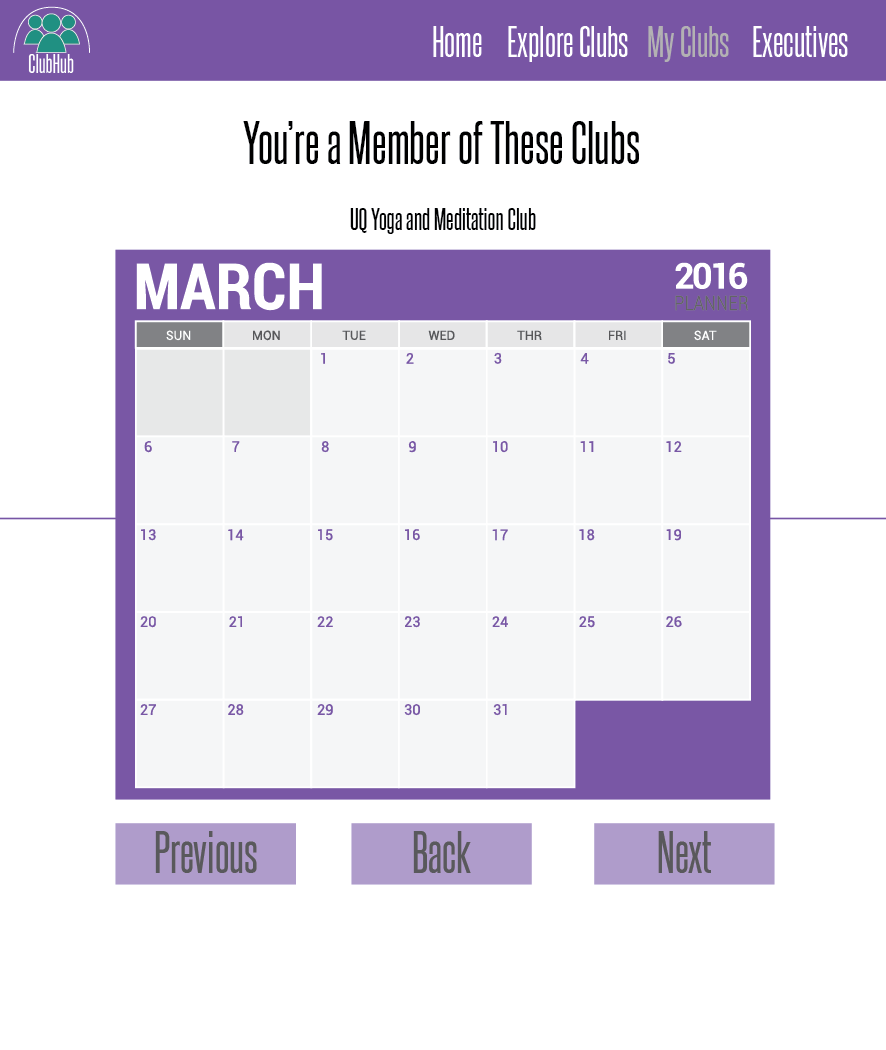 Home Explore Clubs My Clubs Executives
ClubHub
You're a Member of These Clubs
UQ Yoga and Meditation Club
MARCH 2016
PLANNER
SUN MON TUE WED THR FRI SAT
1 2 3 4 5
6 7 8 9 10 11 12
13 14 15 16 17 18 19
20 21 22 23 24 25 26
27 28 29 30 31
Previous Back Next